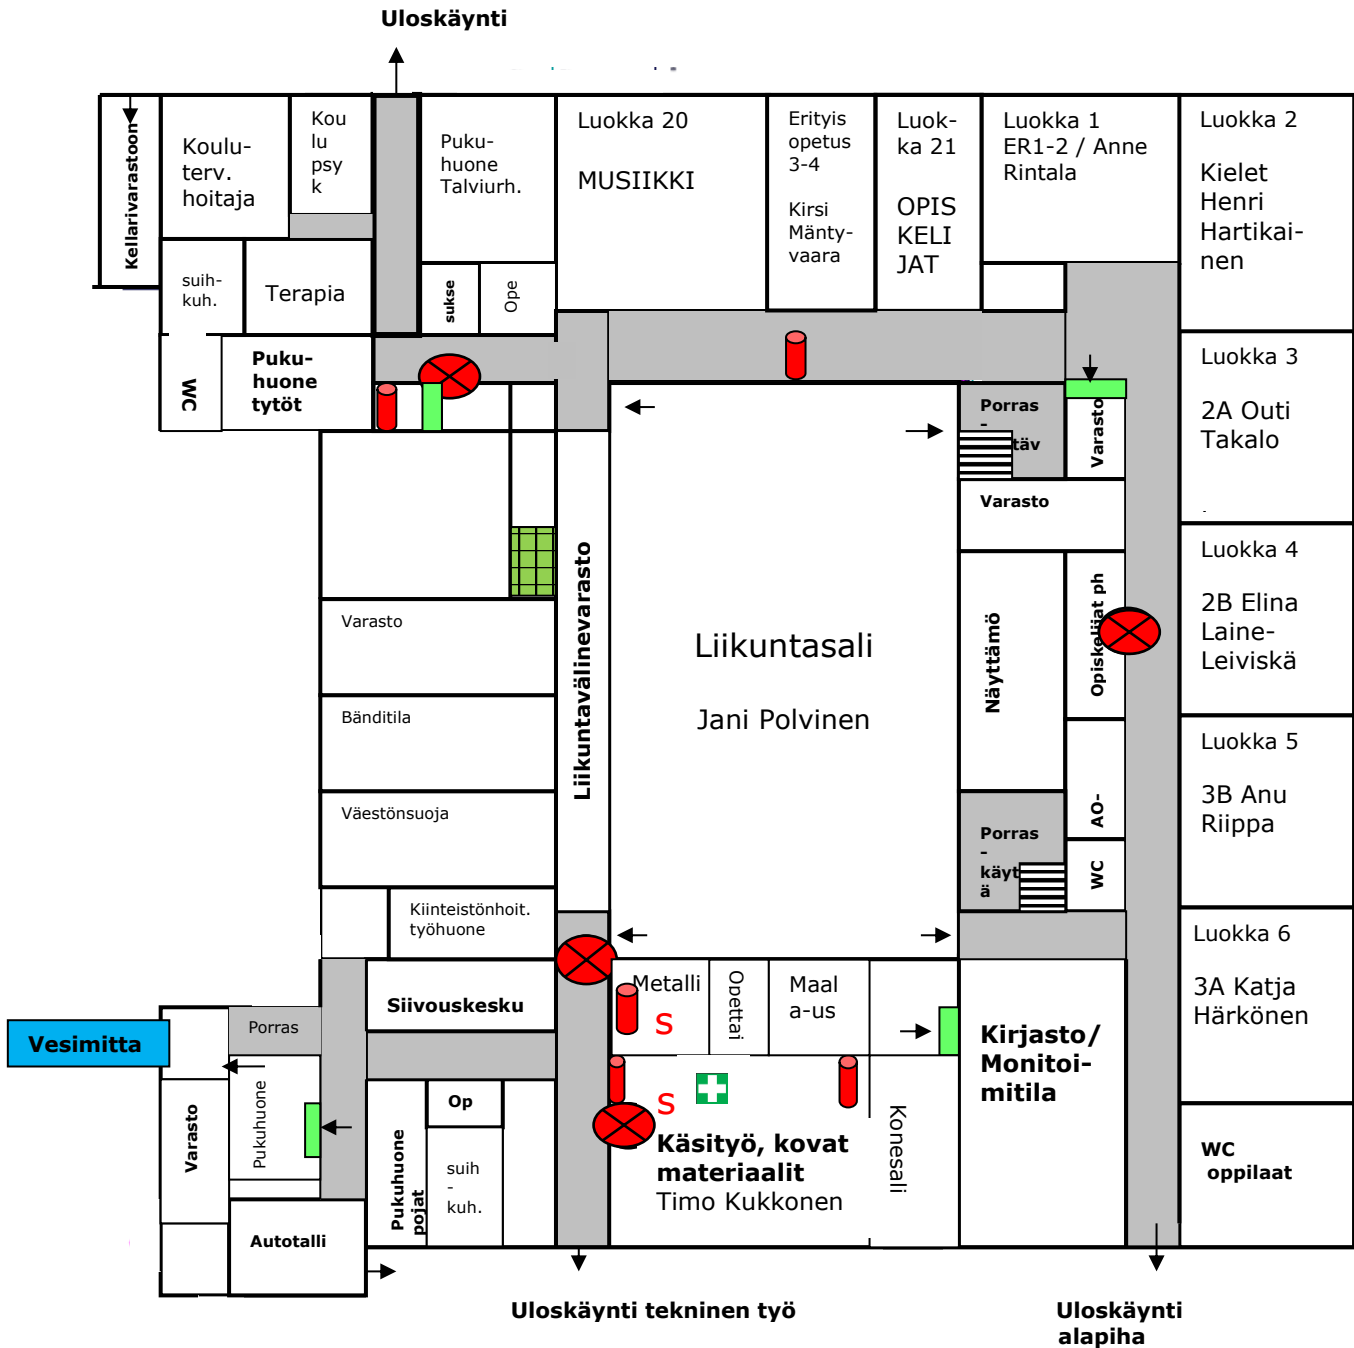 Uloskäynti
Kellarivarastoon
Koulu-
terv.
hoitaja
Kou
lu
psy
k
Puku-
huone
Talviurh.
Luokka 20
MUSIIKKI
Erityis
opetus
3-4
Kirsi
Mänty-
vaara
Luok-
ka 21
OPIS
KELI
JAT
Luokka 1
ER1-2 / Anne
Rintala
Luokka 2
Kielet
Henri
Hartikai-
nen
suih-
kuh.
Terapia
sukse
Ope
WC
Puku-
huone
tytöt
Luokka 3
2A Outi
Takalo
Porras
-
täv
Varasto
Varasto
Liikuntavälinevarasto
Liikuntasali
Jani Polvinen
Näyttämö
Opiskelijat ph
Luokka 4
2B Elina
Laine-
Leiviskä
Varasto
Bänditila
Väestönsuoja
AO-
Luokka 5
3B Anu
Riippa
Porras
-
käyt
ä
WC
Kiinteistönhoit.
työhuone
Luokka 6
3A Katja
Härkönen
Siivouskesku
Metalli
S
Opettai
Maal
a-us
Kirjasto/
Monitoi-
mitila
Vesimitta
Porras
Varasto
Pukuhuone
Pukuhuone
pojat
Op
suih
-
kuh.
S
Käsityö, kovat
materiaalit
Timo Kukkonen
Konesali
WC
oppilaat
Autotalli
Uloskäynti tekninen työ
Uloskäynti
alapiha